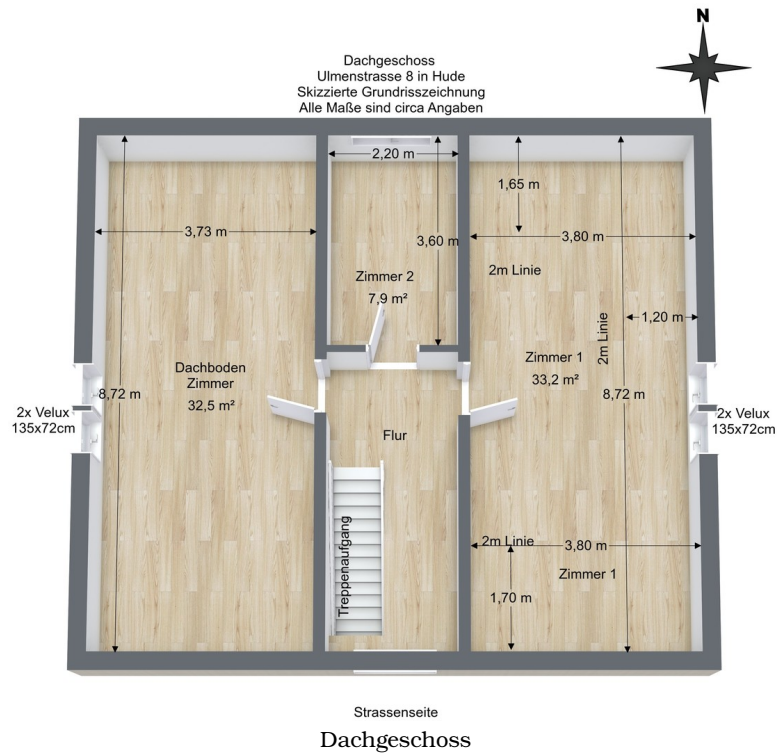 N
Dachgeschoss
Ulmenstrasse 8 in Hude
Skizzierte Grundrisszeichnung
Alle Maße sind circa Angaben
2,20 m
1,65 m
3,73 m
3,60 m
3,80 m
2m Linie
Zimmer 2
7,9 m²
1,20 m
2m Linie
Dachboden
Zimmer
32,5 m²
Zimmer 1
33,2 m²
8,72 m
8,72 m
2x Velux
135x72cm
2x Velux
135x72cm
Flur
Treppenaufgang
2m Linie
3,80 m
Zimmer 1
1,70 m
Strassenseite
Dachgeschoss